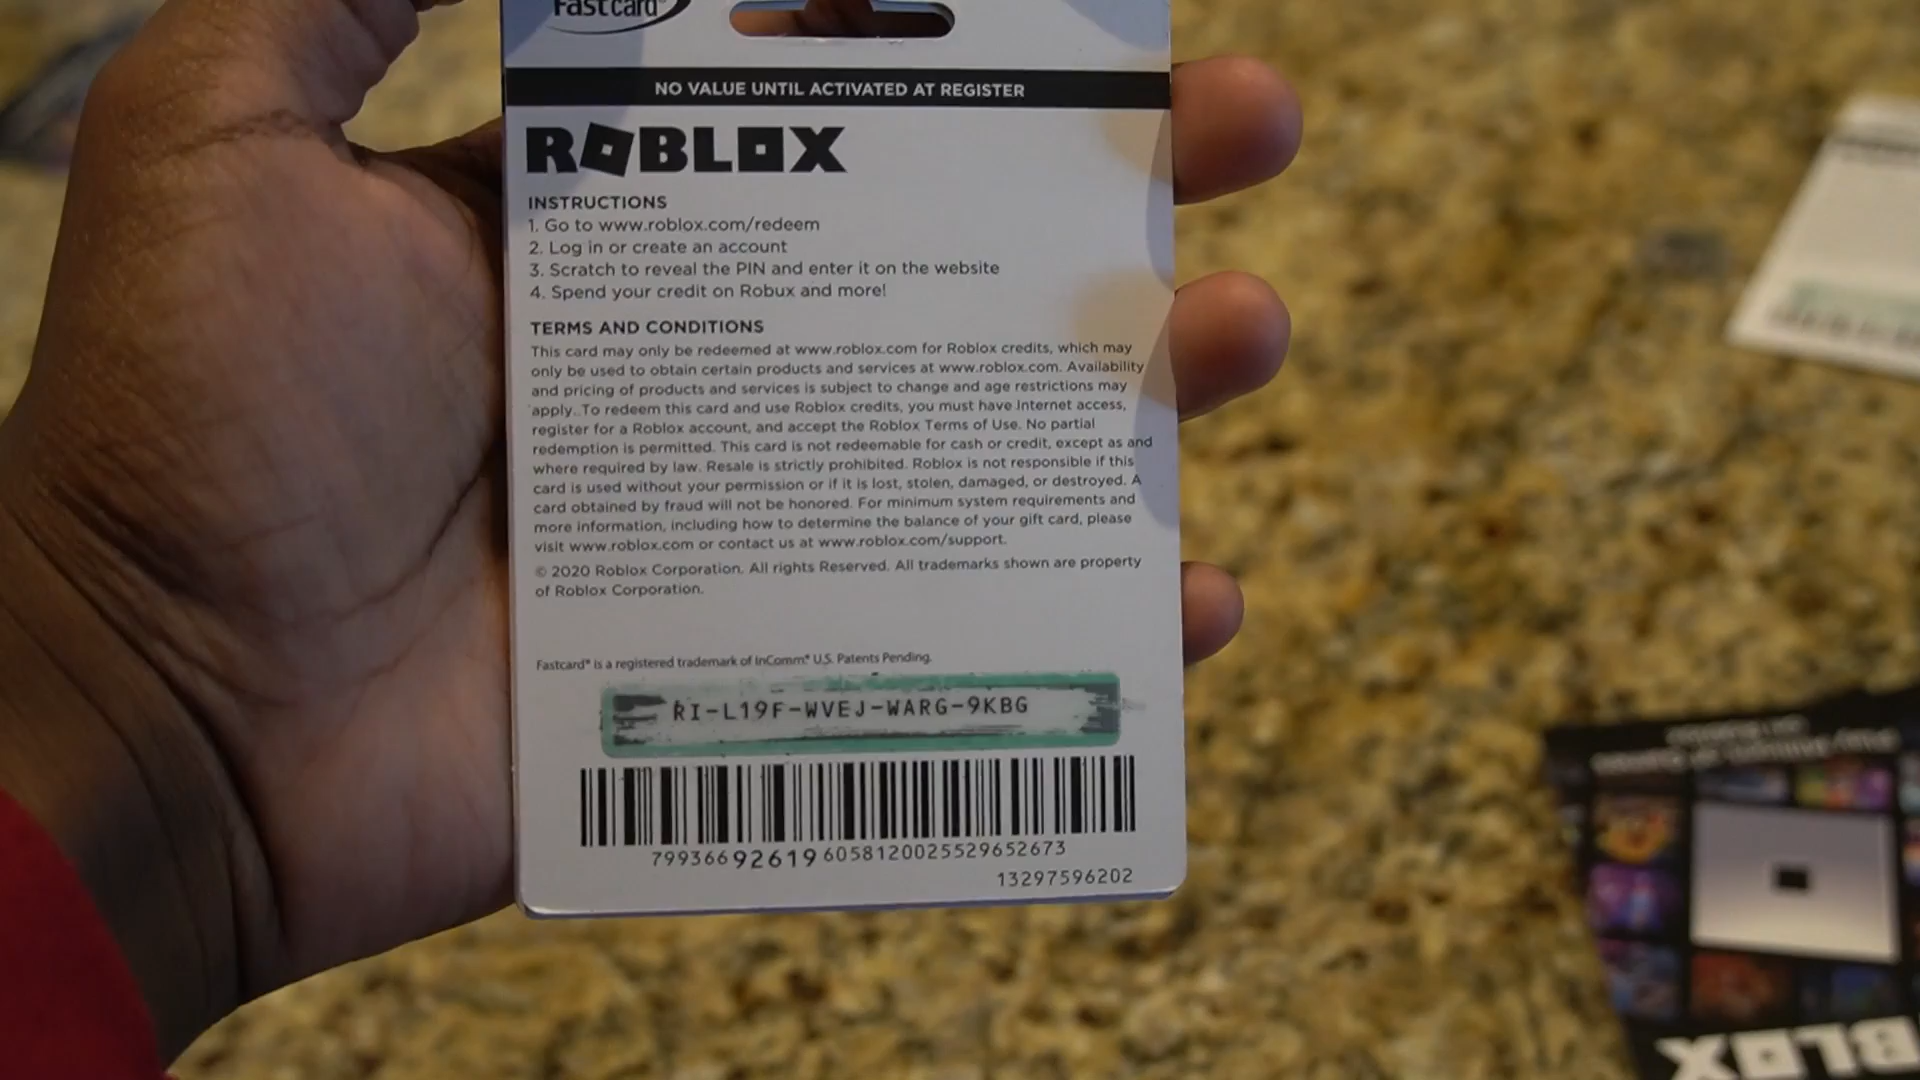 Fastcard®
NO VALUE UNTIL ACTIVATED AT REGISTER
ROBLOX
INSTRUCTIONS
1. Go to www.roblox.com/redeem
2. Log in or create an account
3. Scratch to reveal the PIN and enter it on the website
4. Spend your credit on Robux and more!
TERMS AND CONDITIONS
This card may only be redeemed at www.roblox.com for Roblox credits, which may
only be used to obtain certain products and services at www.roblox.com. Availability
and pricing of products and services is subject to change and age restrictions may
apply. To redeem this card and use Roblox credits, you must have Internet access,
register for a Roblox account, and accept the Roblox Terms of Use. No partial
redemption is permitted. This card is not redeemable for cash or credit, except as and
where required by law. Resale is strictly prohibited. Roblox is not responsible if this
card is used without your permission or if it is lost, stolen, damaged, or destroyed. A
card obtained by fraud will not be honored. For minimum system requirements and
more information, including how to determine the balance of your gift card, please
visit www.roblox.com or contact us at www.roblox.com/support.
© 2020 Roblox Corporation. All rights Reserved. All trademarks shown are property
of Roblox Corporation.
Fastcard® is a registered trademark of InComm® U.S. Patents Pending.
RI-L19F-WVEJ-WARG-9KBG
799366 92619 6058120025529652673
13297596202
ROBLOX